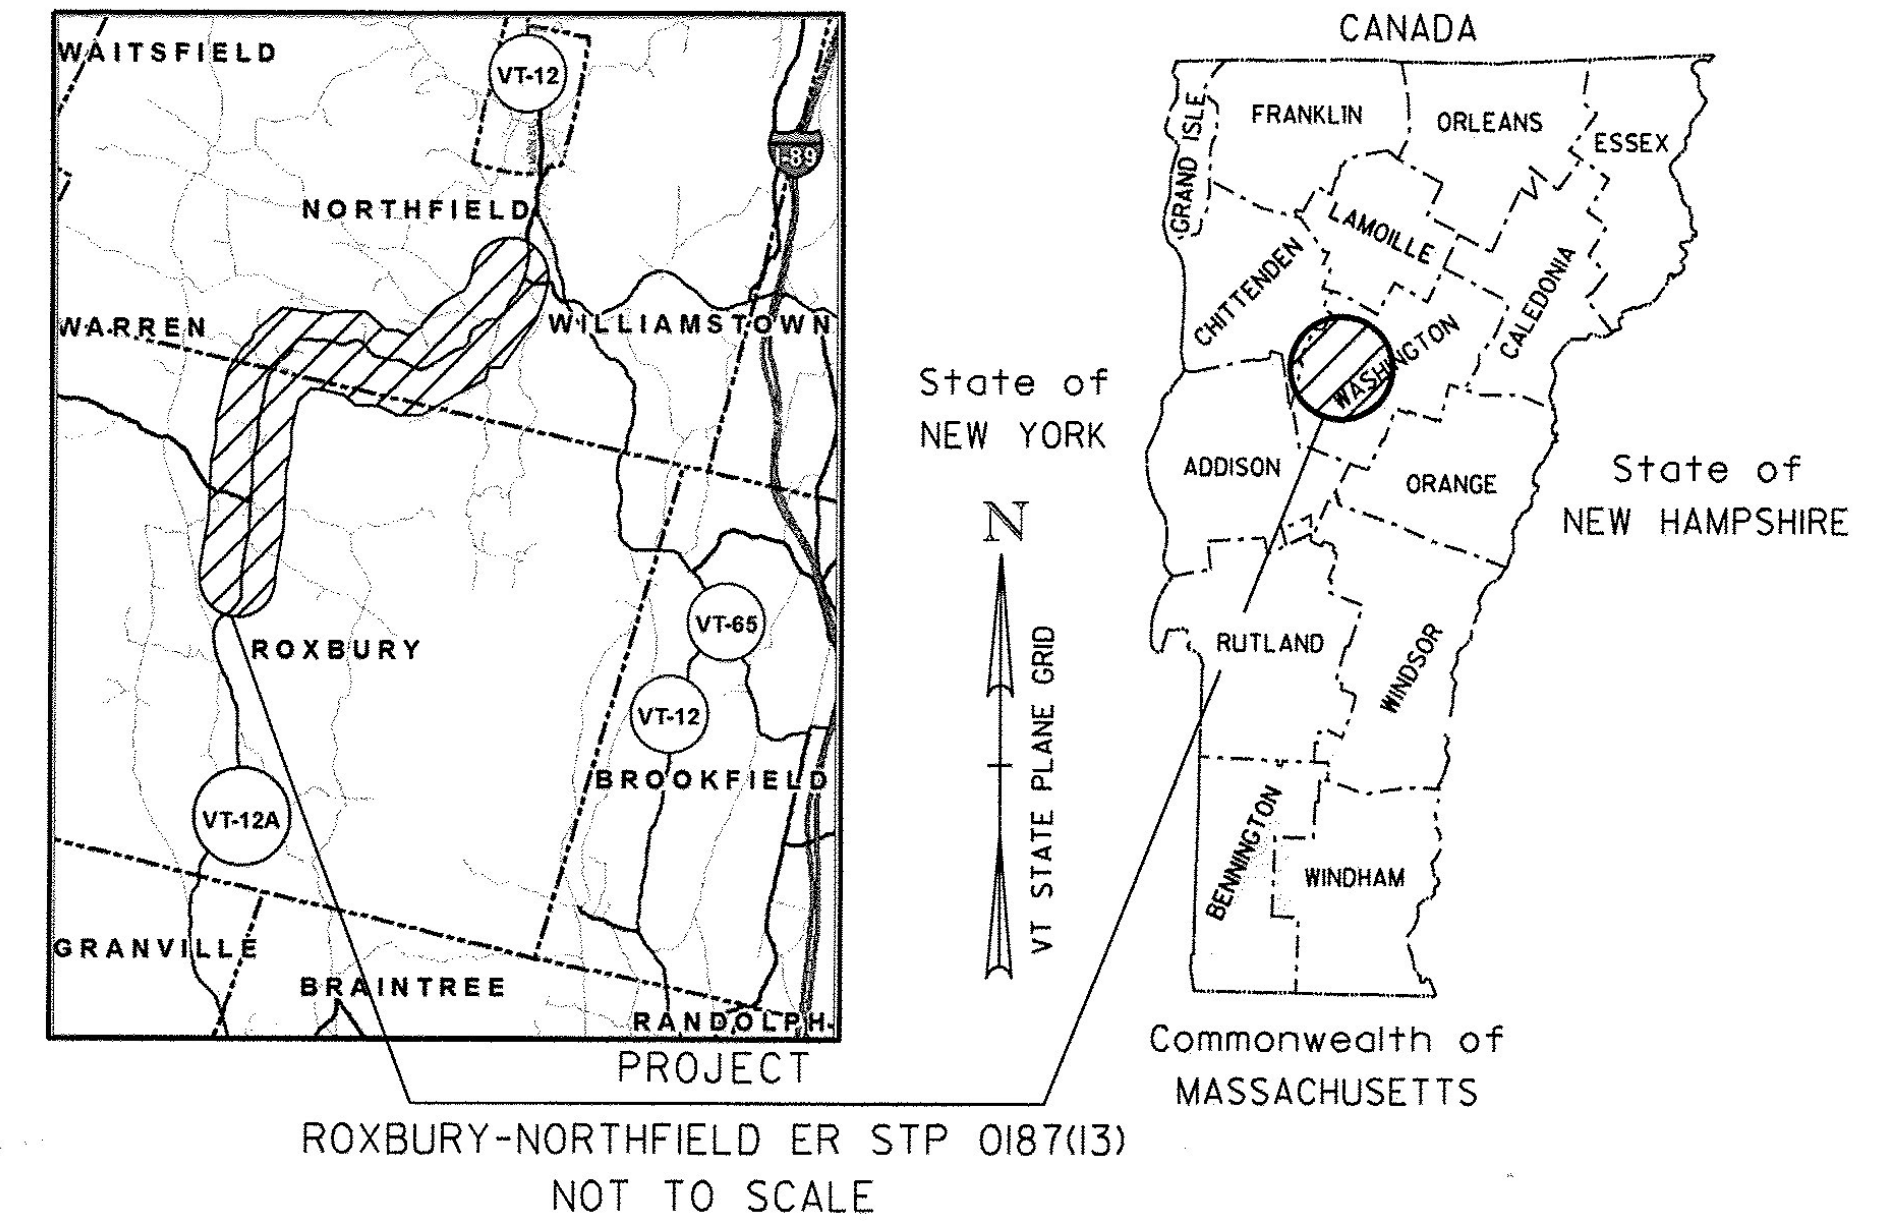 WAITSFIELD
VT-12
I-89
NORTHFIELD
WARREN
WILLIAMSTOWN
ROXBURY
VT-65
VT-12
BROOKFIELD
VT-12A
GRANVILLE
BRAINTREE
RANDOLPH
CANADA
GRAND ISLE
FRANKLIN
ORLEANS
ESSEX
LAMOILLE
CHITTENDEN
CALEDONIA
WASHINGTON
State of
NEW YORK
ADDISON
ORANGE
State of
NEW HAMPSHIRE
N
VT STATE PLANE GRID
RUTLAND
WINDSOR
BENNINGTON
WINDHAM
Commonwealth of
MASSACHUSETTS
PROJECT
ROXBURY-NORTHFIELD ER STP 0187(13)
NOT TO SCALE